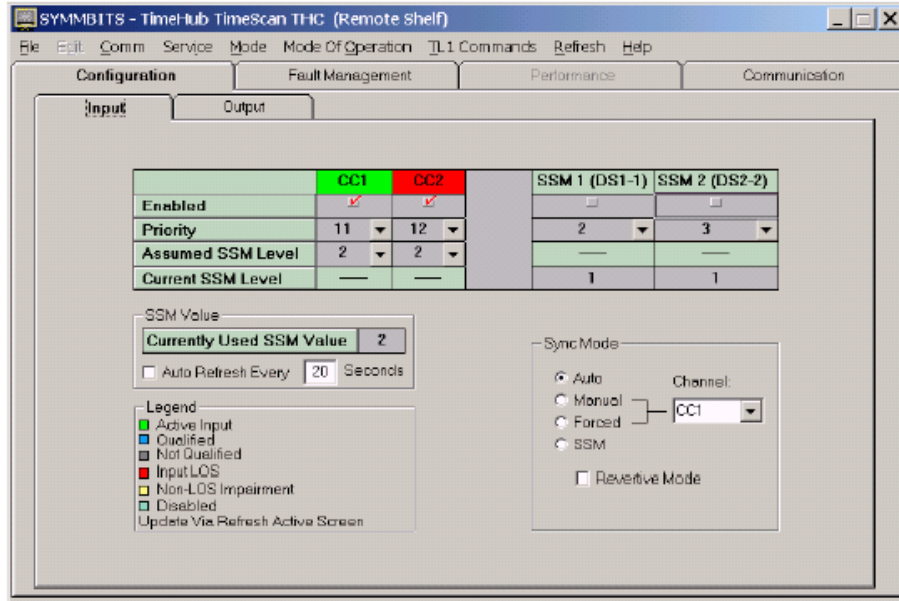 SYMMBITS - TimeHub TimeScan THC (Remote Shelf)
File Edit Comm Service Mode Mode Of Operation TL1 Commands Refresh Help
Configuration Fault Management Performance Communication
Input Output
CC1 CC2 SSM 1 (DS1-1) SSM 2 (DS2-2)
Enabled
Priority 11 12 2 3
Assumed SSM Level 2 2 — —
Current SSM Level — — 1 1
SSM Value
Currently Used SSM Value 2
Auto Refresh Every 20 Seconds
Legend
Active Input
Qualified
Not Qualified
Input LOS
Non-LOS Impairment
Disabled
Update Via Refresh Active Screen
Sync Mode
Auto
Manual
Forced
SSM
Channel:
CC1
Revertive Mode